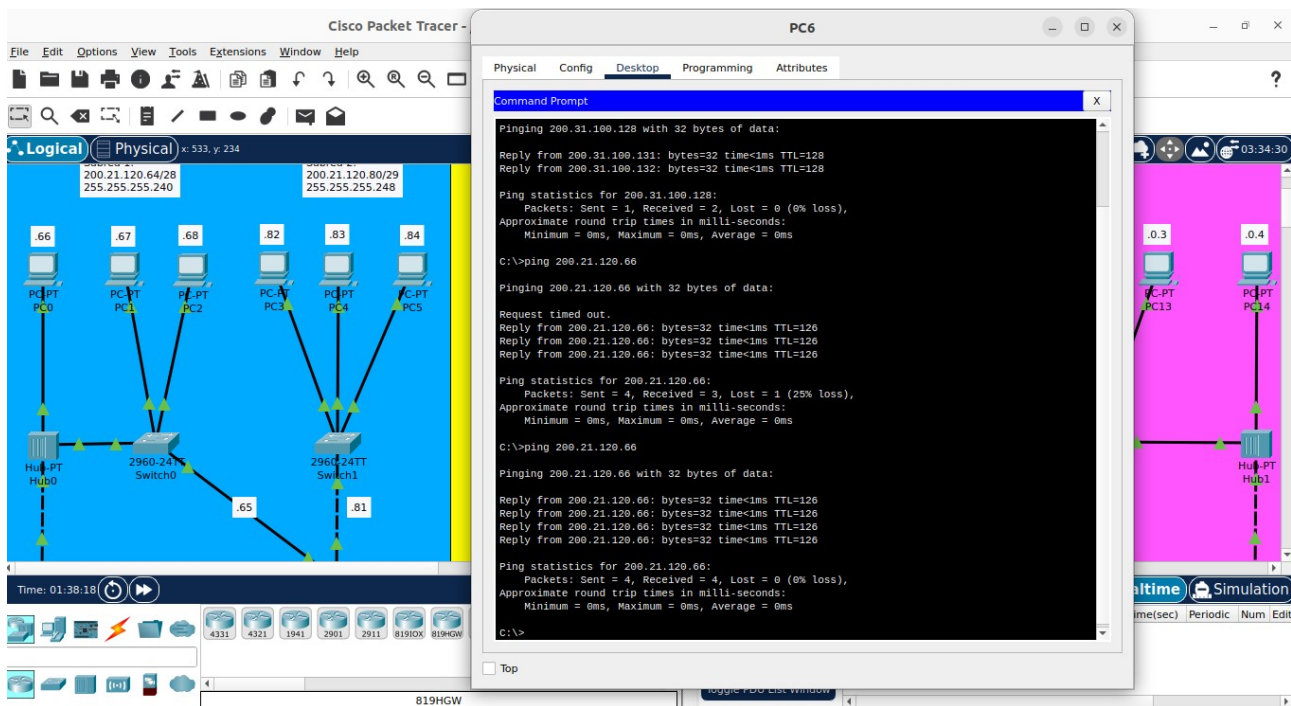 Cisco Packet Tracer -
PC6
File Edit Options View Tools Extensions Window Help
Physical Config Desktop Programming Attributes
?
Command Prompt
X
Logical
Physical
x: 533, y: 234
03:34:30
200.21.120.64/28
255.255.255.240
200.21.120.80/29
255.255.255.248
.66
.67
.68
.82
.83
.84
.0.3
.0.4
PC-PT
PC0
PC-PT
PC1
PC-PT
PC2
PC-PT
PC3
PC-PT
PC4
PC-PT
PC5
PC-PT
PC13
PC-PT
PC14
Hub-PT
Hub0
2960-24TT
Switch0
2960-24TT
Switch1
Hub-PT
Hub1
.65
.81
Pinging 200.31.100.128 with 32 bytes of data:
Reply from 200.31.100.131: bytes=32 time<1ms TTL=128
Reply from 200.31.100.132: bytes=32 time<1ms TTL=128
Ping statistics for 200.31.100.128:
Packets: Sent = 1, Received = 2, Lost = 0 (0% loss),
Approximate round trip times in milli-seconds:
Minimum = 0ms, Maximum = 0ms, Average = 0ms
C:\>ping 200.21.120.66
Pinging 200.21.120.66 with 32 bytes of data:
Request timed out.
Reply from 200.21.120.66: bytes=32 time<1ms TTL=126
Reply from 200.21.120.66: bytes=32 time<1ms TTL=126
Reply from 200.21.120.66: bytes=32 time<1ms TTL=126
Ping statistics for 200.21.120.66:
Packets: Sent = 4, Received = 3, Lost = 1 (25% loss),
Approximate round trip times in milli-seconds:
Minimum = 0ms, Maximum = 0ms, Average = 0ms
C:\>ping 200.21.120.66
Pinging 200.21.120.66 with 32 bytes of data:
Reply from 200.21.120.66: bytes=32 time<1ms TTL=126
Reply from 200.21.120.66: bytes=32 time<1ms TTL=126
Reply from 200.21.120.66: bytes=32 time<1ms TTL=126
Reply from 200.21.120.66: bytes=32 time<1ms TTL=126
Ping statistics for 200.21.120.66:
Packets: Sent = 4, Received = 4, Lost = 0 (0% loss),
Approximate round trip times in milli-seconds:
Minimum = 0ms, Maximum = 0ms, Average = 0ms
C:\>
Top
Time: 01:38:18
altime
Simulation
ime(sec) Periodic Num Edit
4331
4321
1941
2901
2911
819IOX
819HGW
819HGW
Toggle PDU List Window